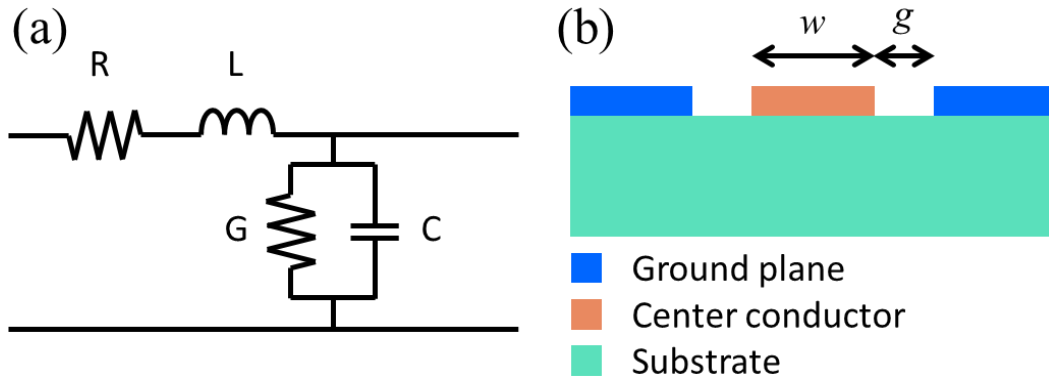 (a)
R
L
G
C
(b)
w
g
Ground plane
Center conductor
Substrate